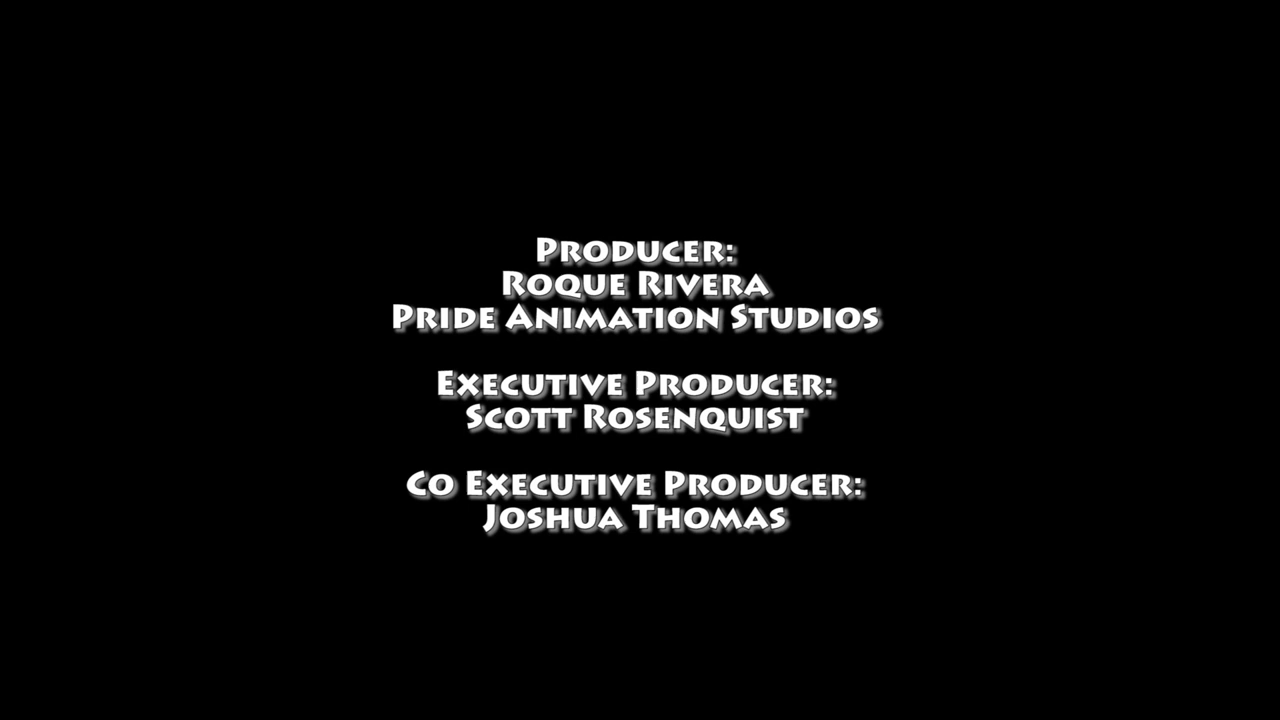 Producer:
Roque Rivera
Pride Animation Studios
Executive Producer:
Scott Rosenquist
Co Executive Producer:
Joshua Thomas